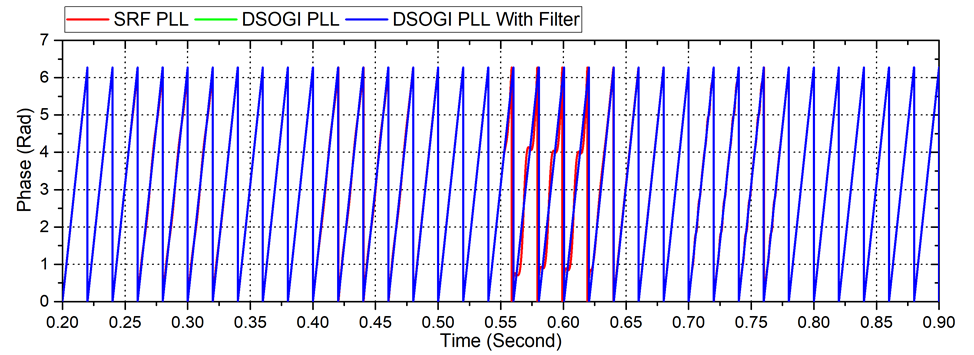 SRF PLL DSOGI PLL DSOGI PLL With Filter
7
6
5
4
3
2
1
0
Phase (Rad)
0.20 0.25 0.30 0.35 0.40 0.45 0.50 0.55 0.60 0.65 0.70 0.75 0.80 0.85 0.90
Time (Second)